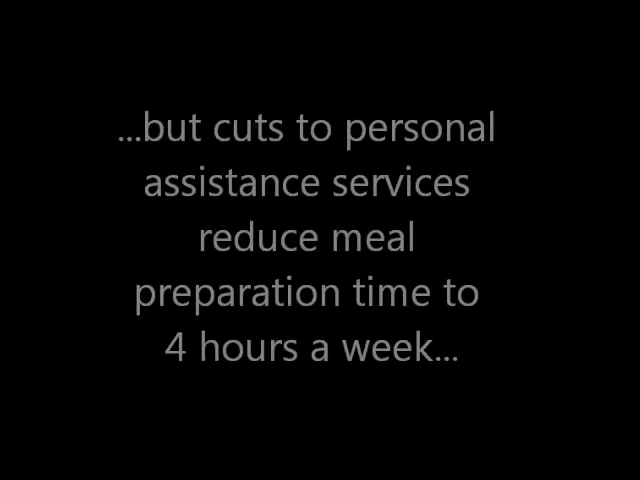 ...but cuts to personal
assistance services
reduce meal
preparation time to
4 hours a week...